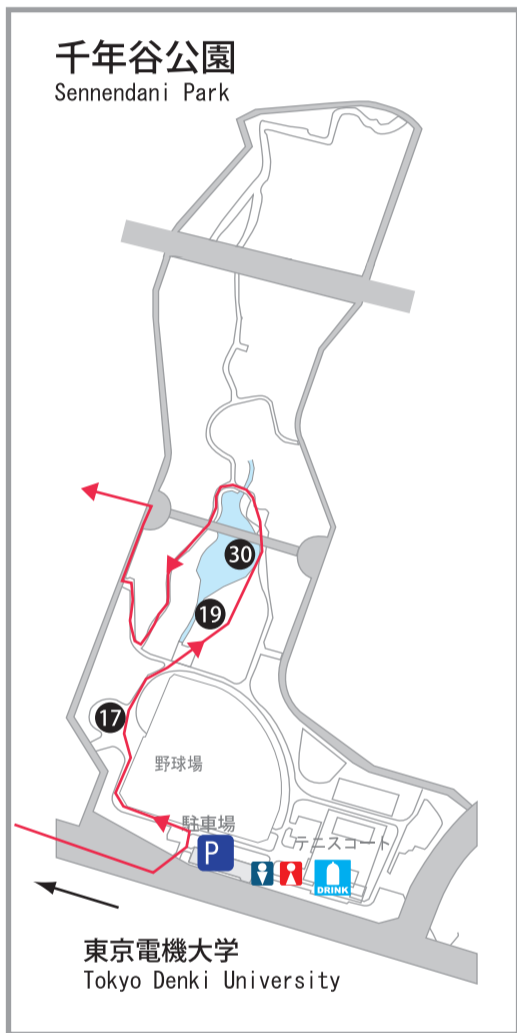 千年谷公園
Sennendani Park
30
19
17
野球場
駐車場
テニスコート
P
DRINK
東京電機大学
Tokyo Denki University